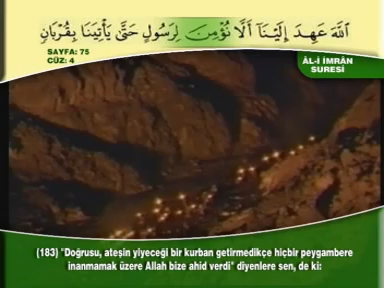 اللّٰهَ عَهِدَ اِلَيْنَٓا اَلَّا نُؤْمِنَ لِرَسُولٍ حَتّٰى يَأْتِيَنَا بِقُرْبَانٍ
SAYFA: 75
CÜZ: 4
ÂL-İ İMRÂN
SURESİ
(183) "Doğrusu, ateşin yiyeceği bir kurban getirmedikçe hiçbir peygambere
inanmamak üzere Allah bize ahid verdi" diyenlere sen, de ki: